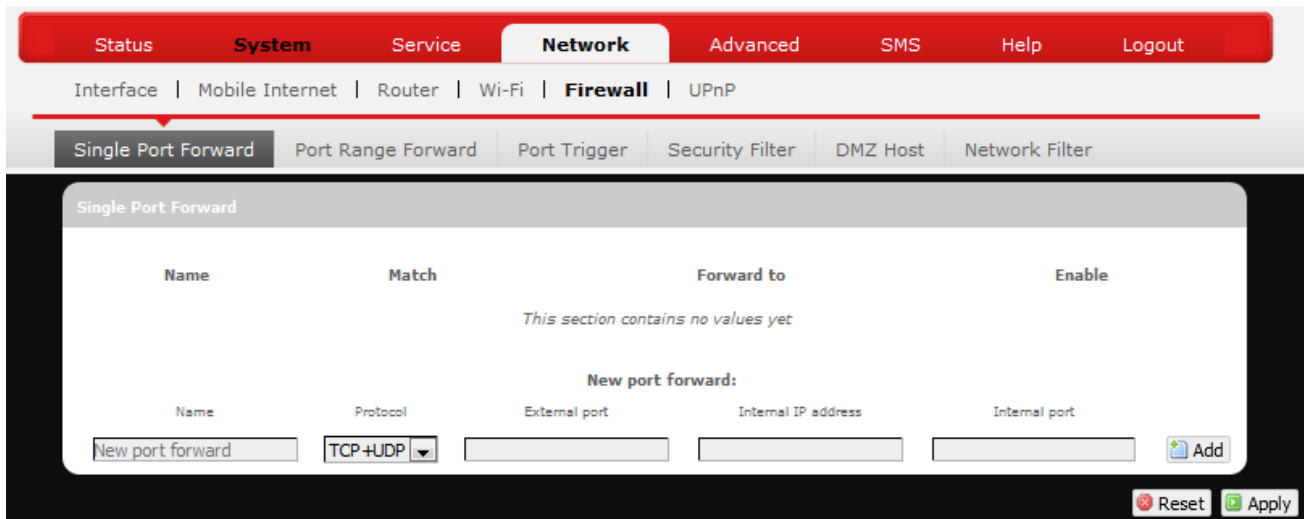 Status System Service Network Advanced SMS Help Logout
Interface | Mobile Internet | Router | Wi-Fi | Firewall | UPnP
Single Port Forward Port Range Forward Port Trigger Security Filter DMZ Host Network Filter
Single Port Forward
Name Match Forward to Enable
This section contains no values yet
New port forward:
Name Protocol External port Internal IP address Internal port
New port forward TCP+UDP Add
Reset Apply